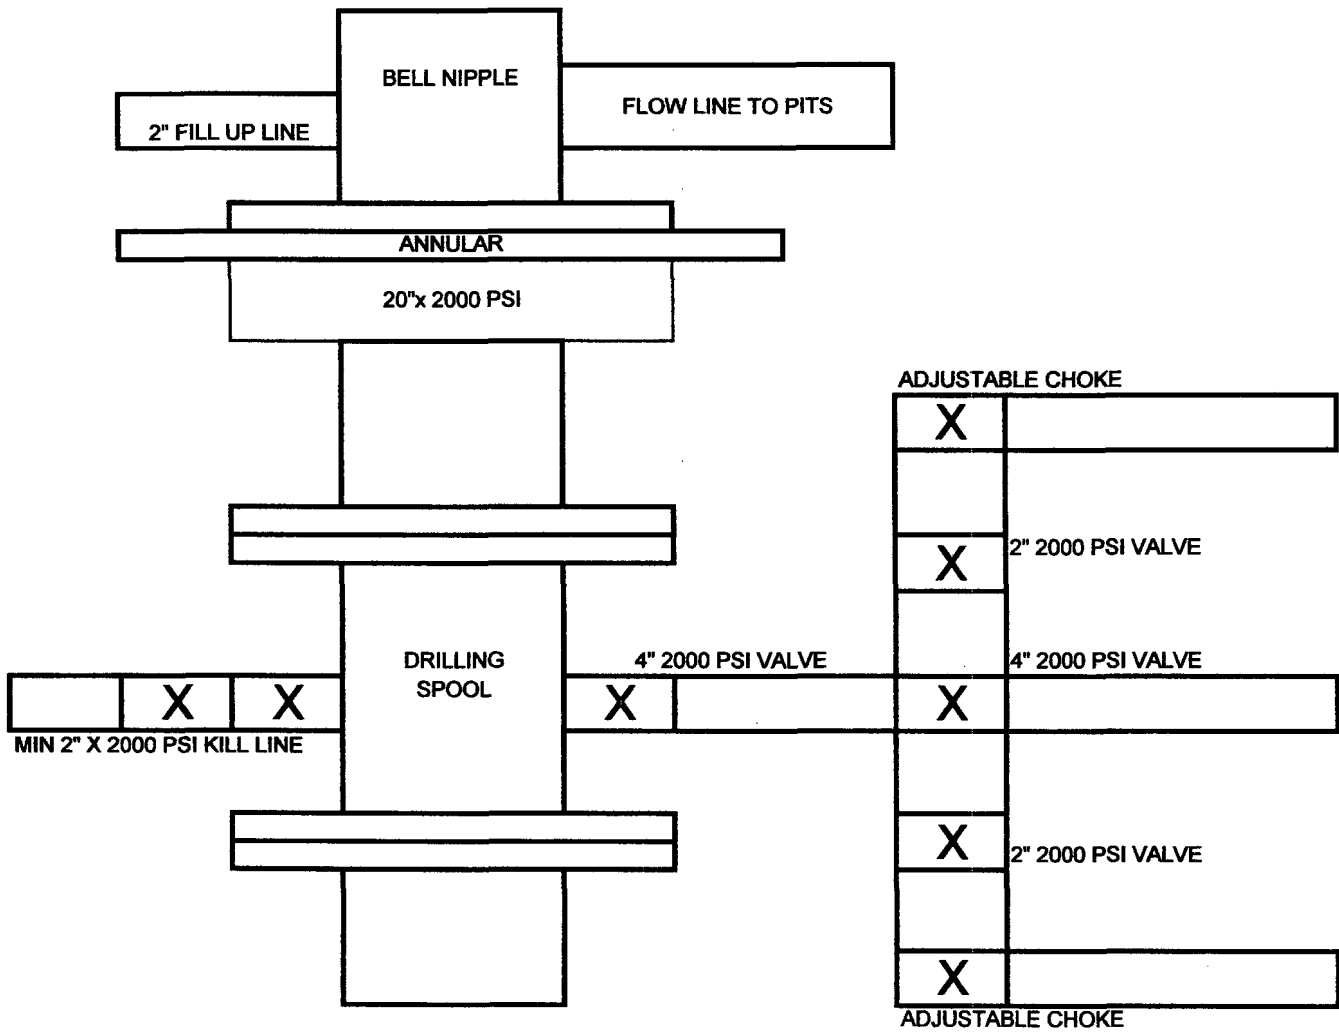 BELL NIPPLE
FLOW LINE TO PITS
2" FILL UP LINE
ANNULAR
20"x 2000 PSI
ADJUSTABLE CHOKE
X
2" 2000 PSI VALVE
X
DRILLING
SPOOL
4" 2000 PSI VALVE
4" 2000 PSI VALVE
X X X X
MIN 2" X 2000 PSI KILL LINE
X
2" 2000 PSI VALVE
X
ADJUSTABLE CHOKE